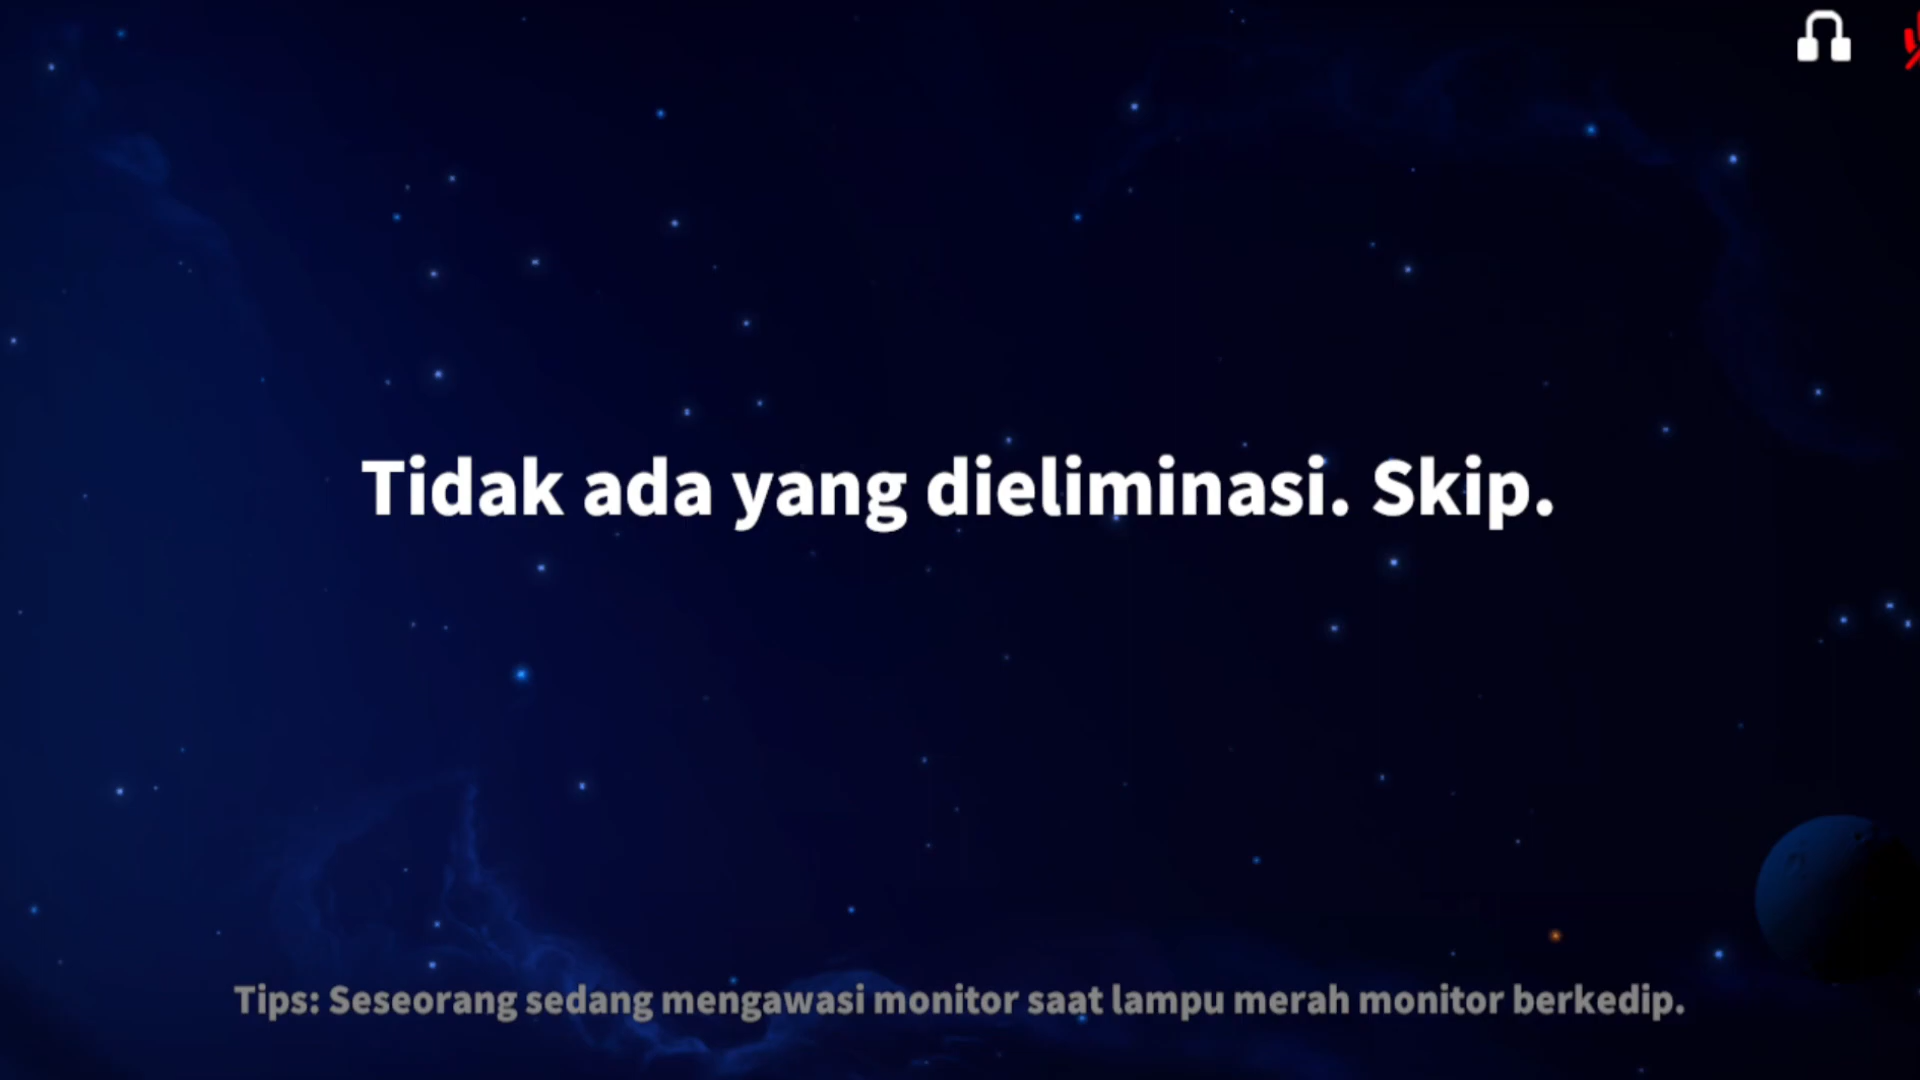 Tidak ada yang dieliminasi. Skip.
Tips: Seseorang sedang mengawasi monitor saat lampu merah monitor berkedip.